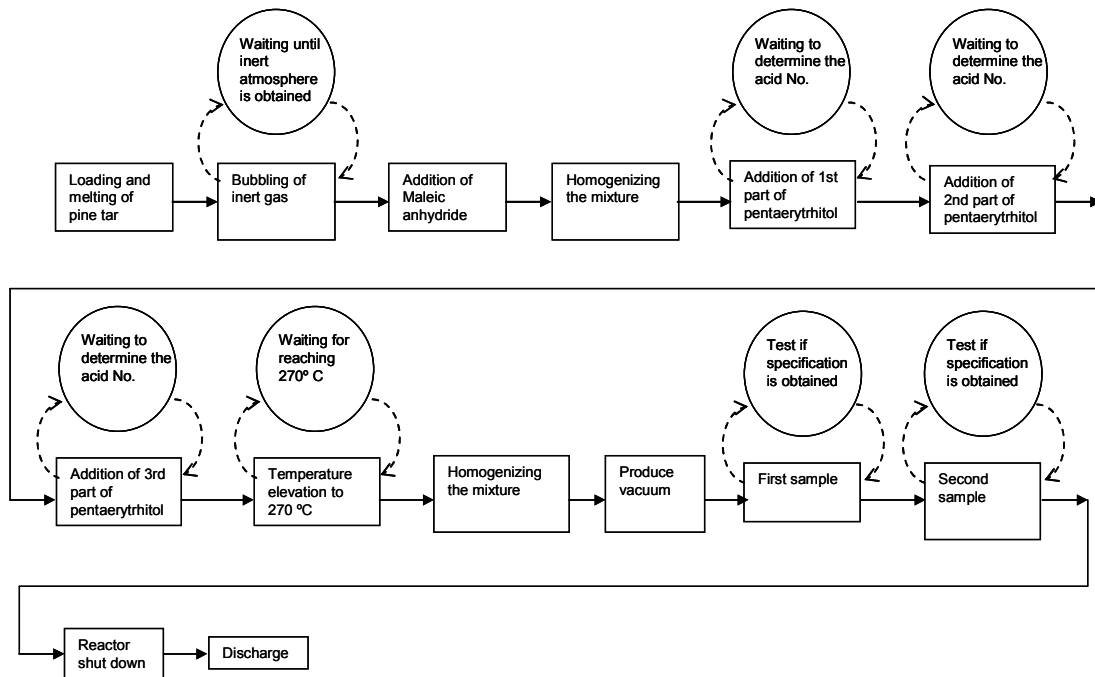 Waiting until
inert
atmosphere
is obtained
Waiting to
determine the
acid No.
Waiting to
determine the
acid No.
Loading and
melting of
pine tar
Bubbling of
inert gas
Addition of
Maleic
anhydride
Homogenizing
the mixture
Addition of 1st
part of
pentaerytrhitol
Addition of
2nd part of
pentaerytrhitol
Waiting to
determine the
acid No.
Waiting for
reaching
270º C
Test if
specification
is obtained
Test if
specification
is obtained
Addition of 3rd
part of
pentaerytrhitol
Temperature
elevation to
270 ºC
Homogenizing
the mixture
Produce
vacuum
First sample
Second
sample
Reactor
shut down
Discharge